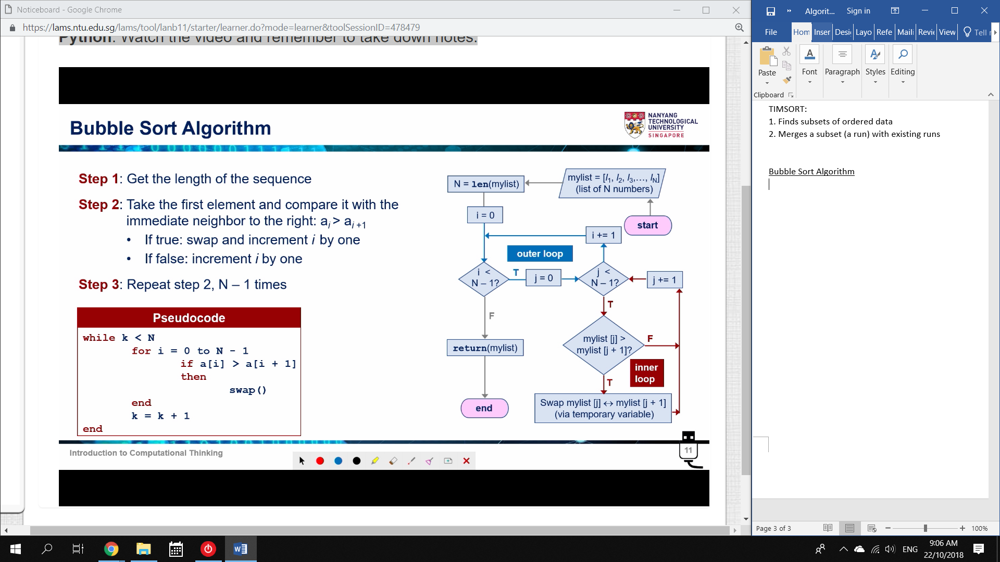 Noticeboard - Google Chrome
https://lams.ntu.edu.sg/lams/tool/lanb11/starter/learner.do?mode=learner&toolSessionID=478479
Python. Watch the video and remember to take down notes.
Bubble Sort Algorithm
NANYANG
TECHNOLOGICAL
UNIVERSITY
SINGAPORE
Step 1: Get the length of the sequence
Step 2: Take the first element and compare it with the
immediate neighbor to the right: aᵢ > aᵢ₊₁
• If true: swap and increment i by one
• If false: increment i by one
Step 3: Repeat step 2, N – 1 times
Pseudocode
while k < N
for i = 0 to N - 1
if a[i] > a[i + 1]
then
swap()
end
k = k + 1
end
N = len(mylist)
mylist = [l₁, l₂, l₃,..., lN]
(list of N numbers)
i = 0
start
i += 1
outer loop
i <
N – 1?
T
j = 0
j <
N – 1?
j += 1
F
T
return(mylist)
mylist [j] >
mylist [j + 1]?
F
inner
loop
T
end
Swap mylist [j] ↔ mylist [j + 1]
(via temporary variable)
Introduction to Computational Thinking
11
Algorit...
Sign in
File
Hom
Inser
Desi
Layo
Refe
Maili
Revie
View
Tell
Paste
Font
Paragraph
Styles
Editing
Clipboard
TIMSORT:
1. Finds subsets of ordered data
2. Merges a subset (a run) with existing runs
Bubble Sort Algorithm
Page 3 of 3
100%
ENG
9:06 AM
22/10/2018